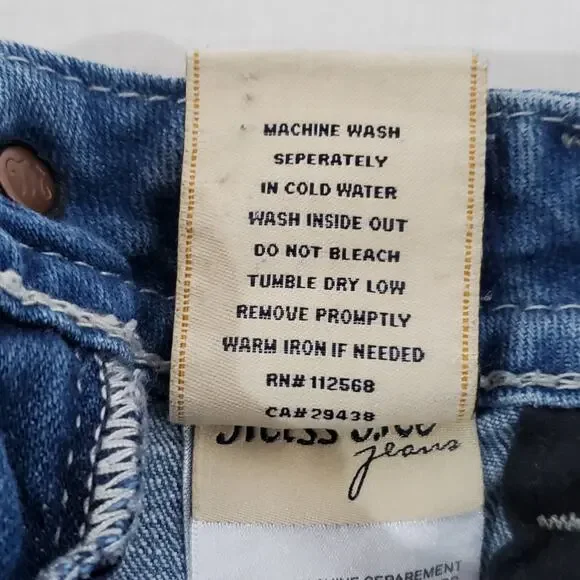 MACHINE WASH
SEPERATELY
IN COLD WATER
WASH INSIDE OUT
DO NOT BLEACH
TUMBLE DRY LOW
REMOVE PROMPTLY
WARM IRON IF NEEDED
RN# 112568
CA# 29438
jeans
SEPAREMENT